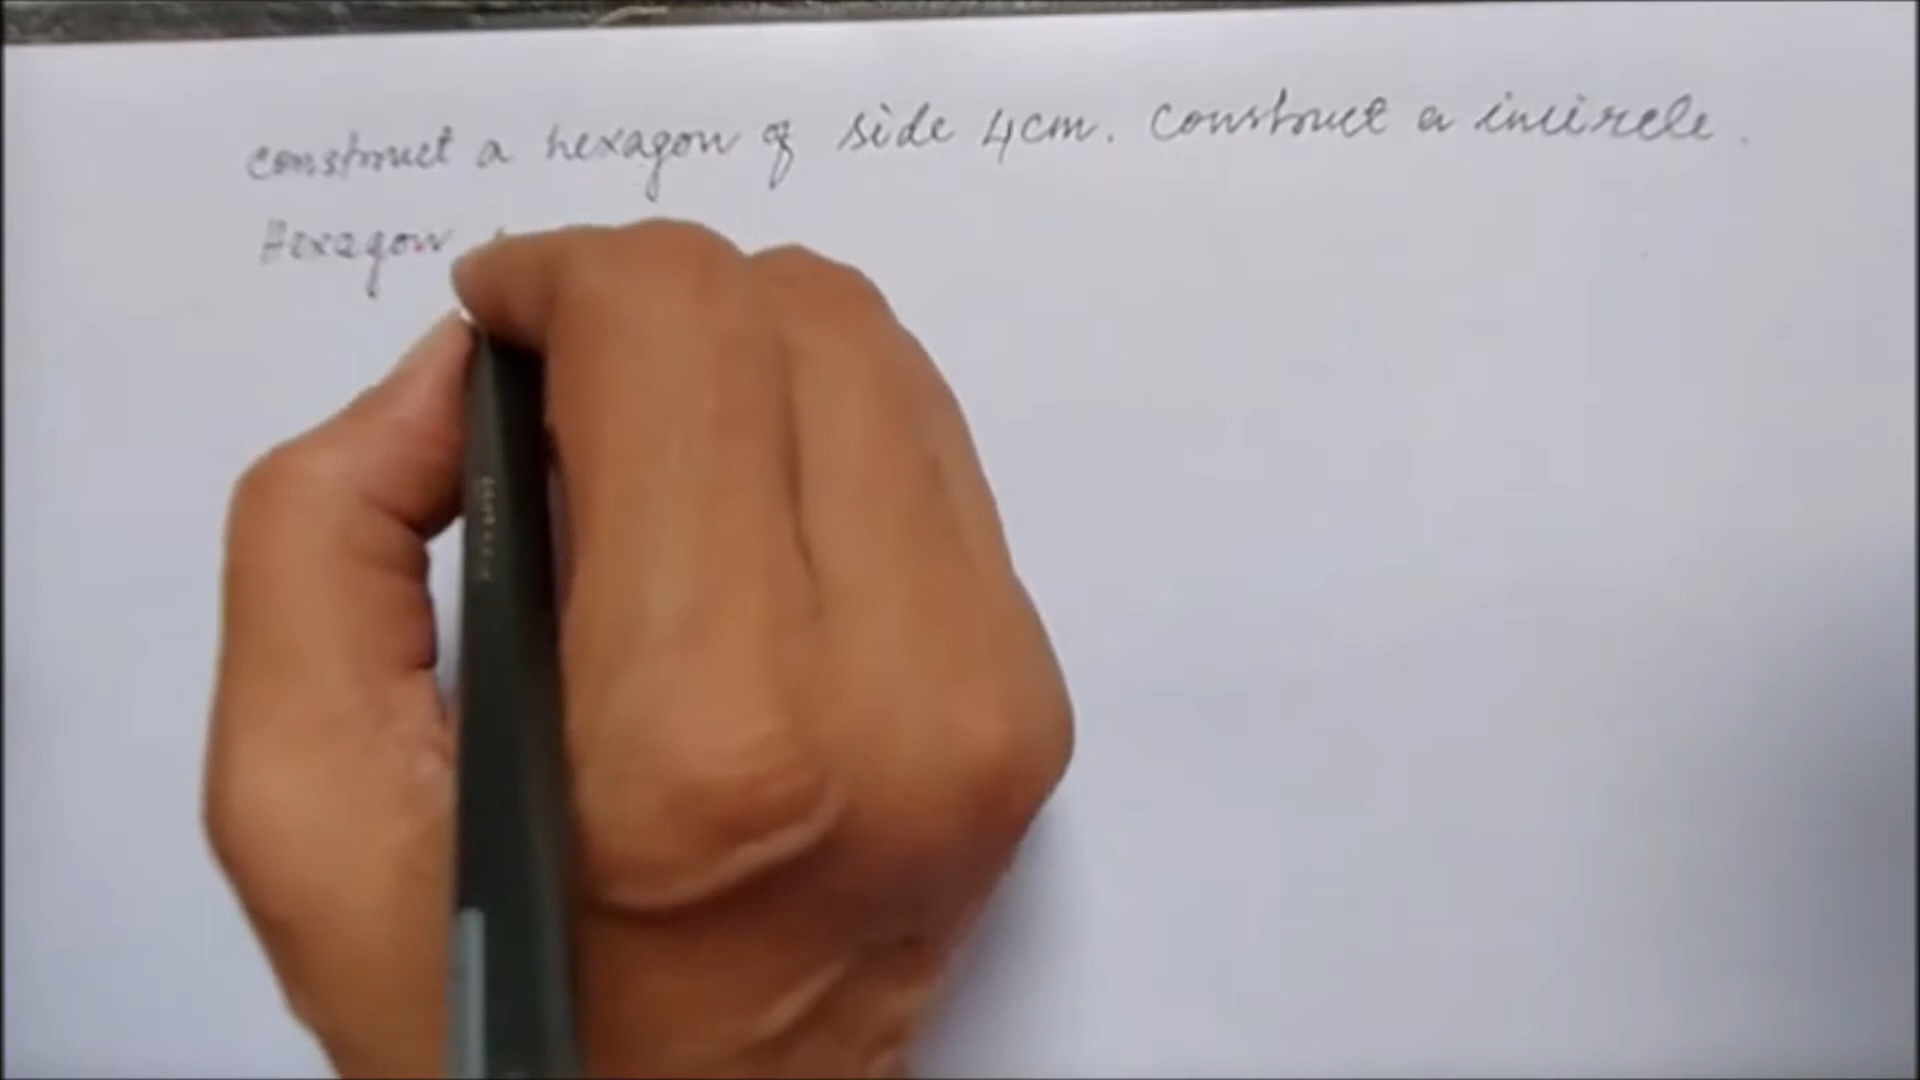 construct a hexagon of side 4cm. Construct a incircle.
Hexagon